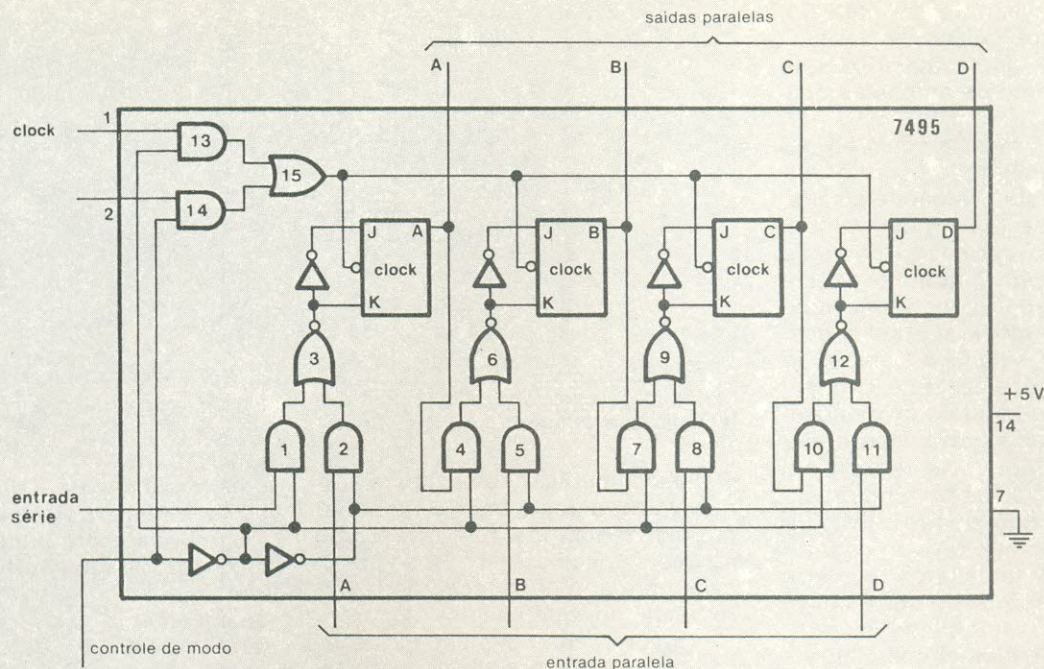 saidas paralelas
A B C D
1
clock
13
7495
15
14
2
J A
clock
K
J B
clock
K
J C
clock
K
J D
clock
K
3
6
9
12
+5V
14
1
2
4
5
7
8
10
11
7
entrada
série
A B C D
controle de modo
entrada paralela